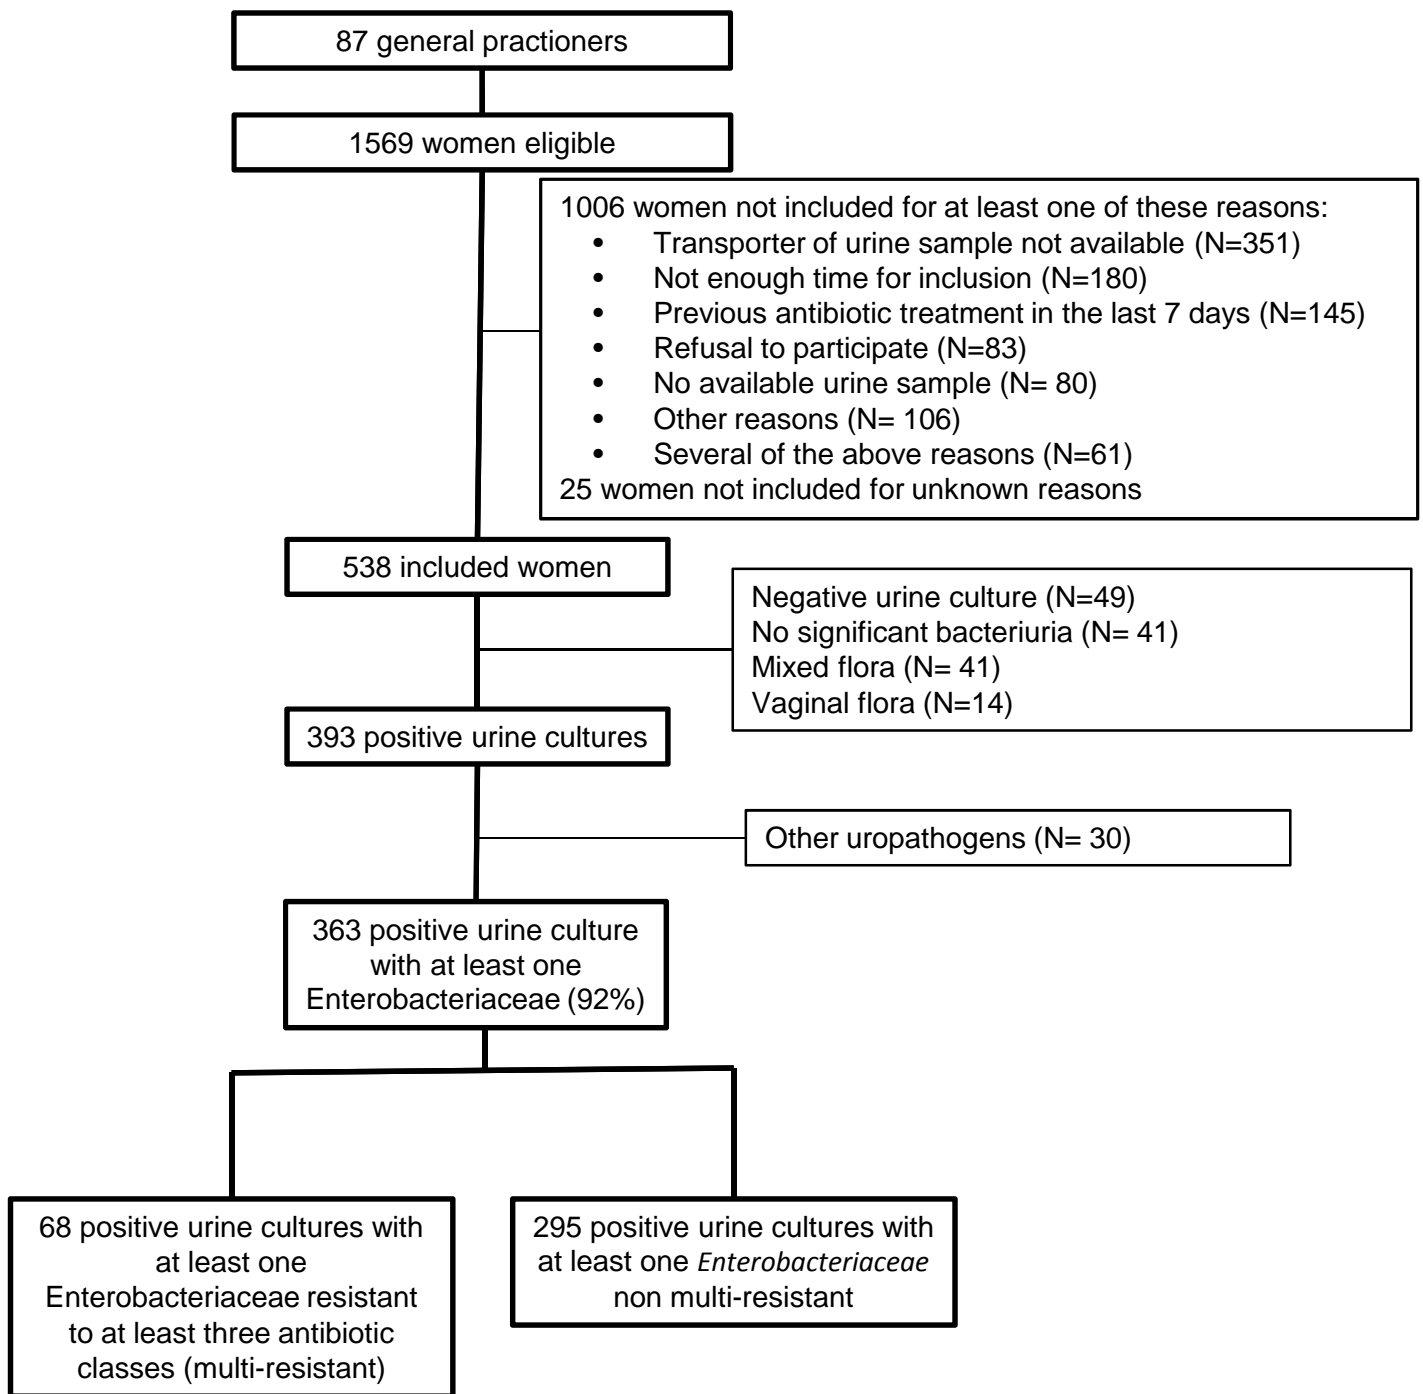 87 general practioners
1569 women eligible
1006 women not included for at least one of these reasons:
• Transporter of urine sample not available (N=351)
• Not enough time for inclusion (N=180)
• Previous antibiotic treatment in the last 7 days (N=145)
• Refusal to participate (N=83)
• No available urine sample (N= 80)
• Other reasons (N= 106)
• Several of the above reasons (N=61)
25 women not included for unknown reasons
538 included women
Negative urine culture (N=49)
No significant bacteriuria (N= 41)
Mixed flora (N= 41)
Vaginal flora (N=14)
393 positive urine cultures
Other uropathogens (N= 30)
363 positive urine culture
with at least one
Enterobacteriaceae (92%)
68 positive urine cultures with
at least one
Enterobacteriaceae resistant
to at least three antibiotic
classes (multi-resistant)
295 positive urine cultures with
at least one Enterobacteriaceae
non multi-resistant